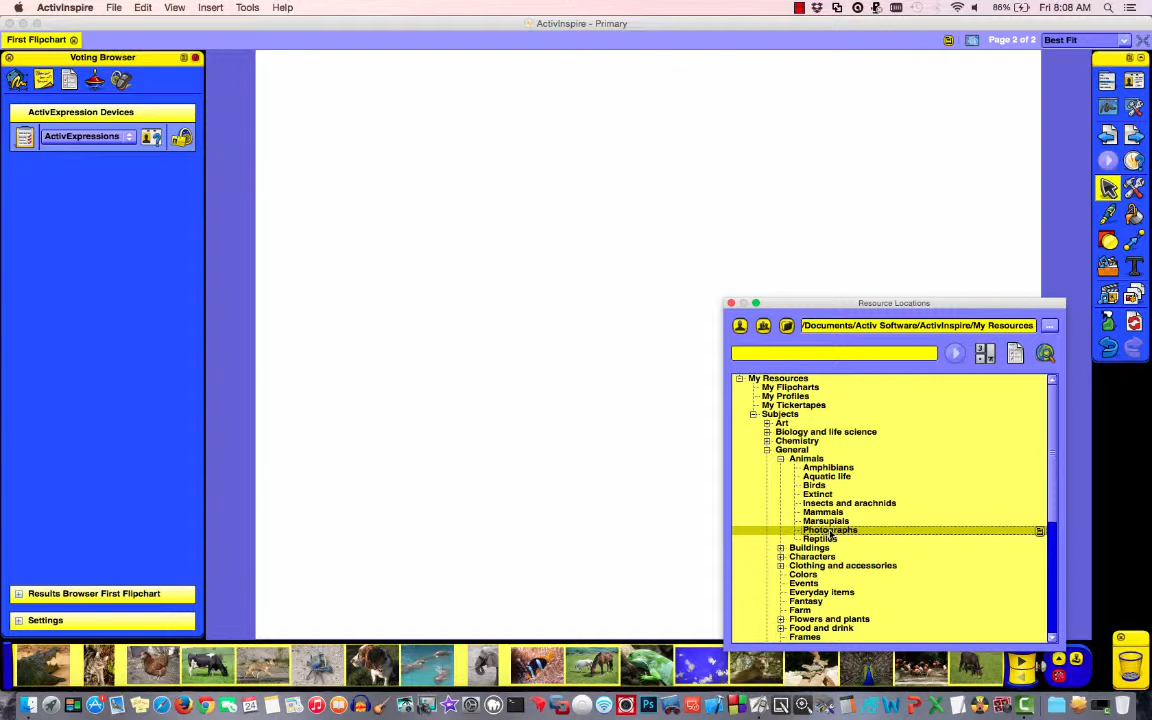 ActivInspire File Edit View Insert Tools Help 86% Fri 8:08 AM
ActivInspire - Primary
First Flipchart Page 2 of 2 Best Fit
Voting Browser
ActivExpression Devices
ActivExpressions
Results Browser First Flipchart
Settings
Resource Locations
/Documents/Activ Software/ActivInspire/My Resources ...
My Resources
My Flipcharts
My Profiles
My Tickertapes
Subjects
Art
Biology and life science
Chemistry
General
Animals
Amphibians
Aquatic life
Birds
Extinct
Insects and arachnids
Mammals
Marsupials
Photographs
Reptiles
Buildings
Characters
Clothing and accessories
Colors
Events
Everyday items
Fantasy
Farm
Flowers and plants
Food and drink
Frames